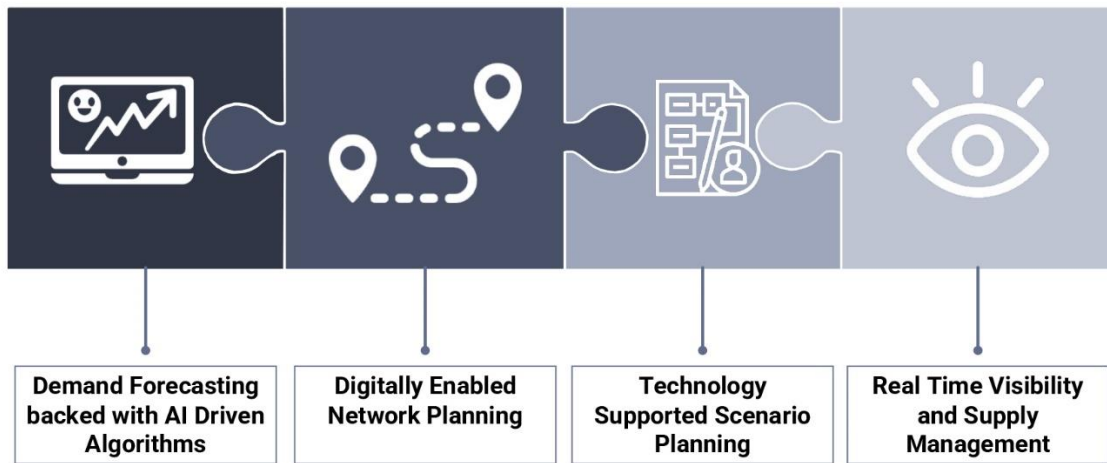 Demand Forecasting
backed with AI Driven
Algorithms
Digitally Enabled
Network Planning
Technology
Supported Scenario
Planning
Real Time Visibility
and Supply
Management